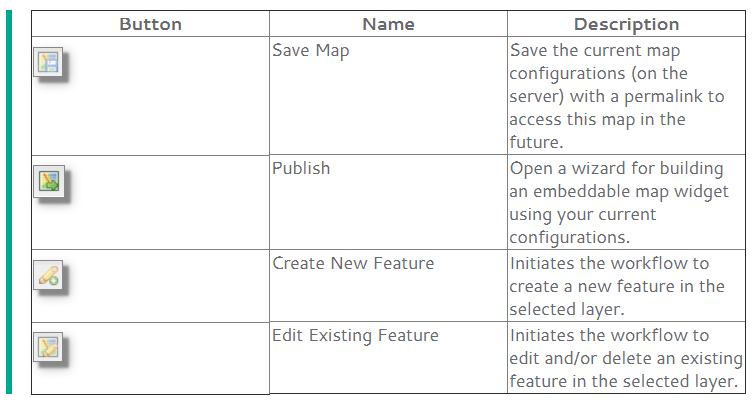 Button Name Description
Save Map
Save the current map
configurations (on the
server) with a permalink to
access this map in the
future.
Publish
Open a wizard for building
an embeddable map widget
using your current
configurations.
Create New Feature
Initiates the workflow to
create a new feature in the
selected layer.
Edit Existing Feature
Initiates the workflow to
edit and/or delete an existing
feature in the selected layer.